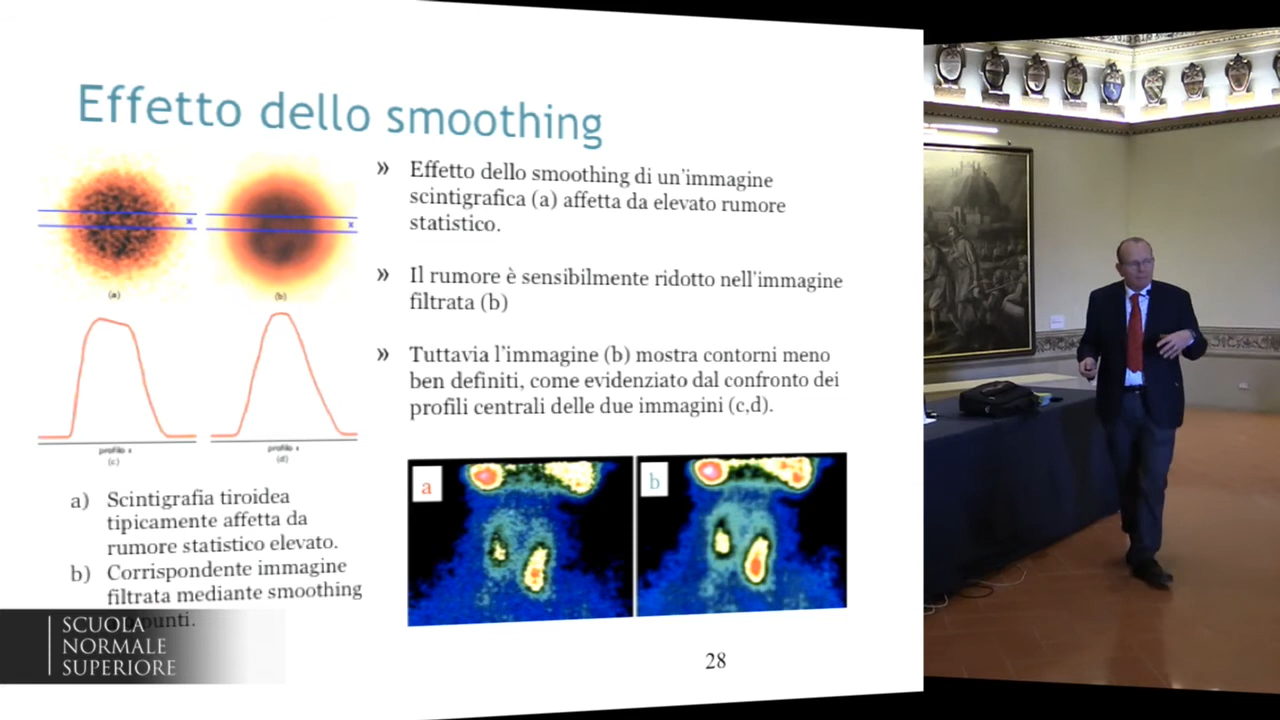 Effetto dello smoothing
x
x
(a)
(b)
profilo x
(c)
profilo x
(d)
» Effetto dello smoothing di un'immagine
scintigrafica (a) affetta da elevato rumore
statistico.
» Il rumore è sensibilmente ridotto nell'immagine
filtrata (b)
» Tuttavia l'immagine (b) mostra contorni meno
ben definiti, come evidenziato dal confronto dei
profili centrali delle due immagini (c,d).
a) Scintigrafia tiroidea
tipicamente affetta da
rumore statistico elevato.
b) Corrispondente immagine
filtrata mediante smoothing
punti.
a
b
28
SCUOLA
NORMALE
SUPERIORE